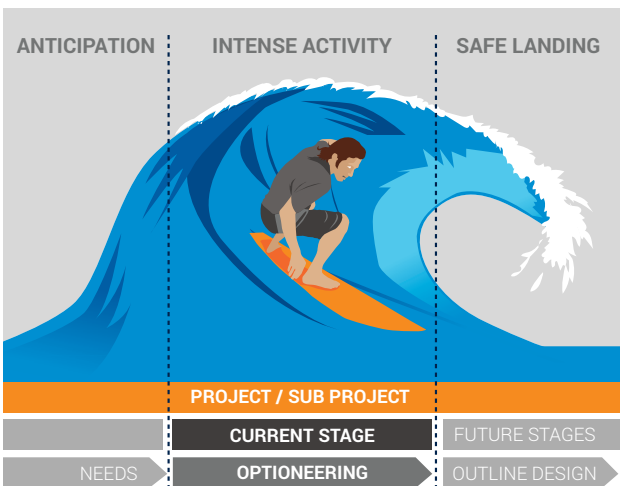 ANTICIPATION INTENSE ACTIVITY SAFE LANDING
PROJECT / SUB PROJECT
CURRENT STAGE FUTURE STAGES
NEEDS OPTIONEERING OUTLINE DESIGN